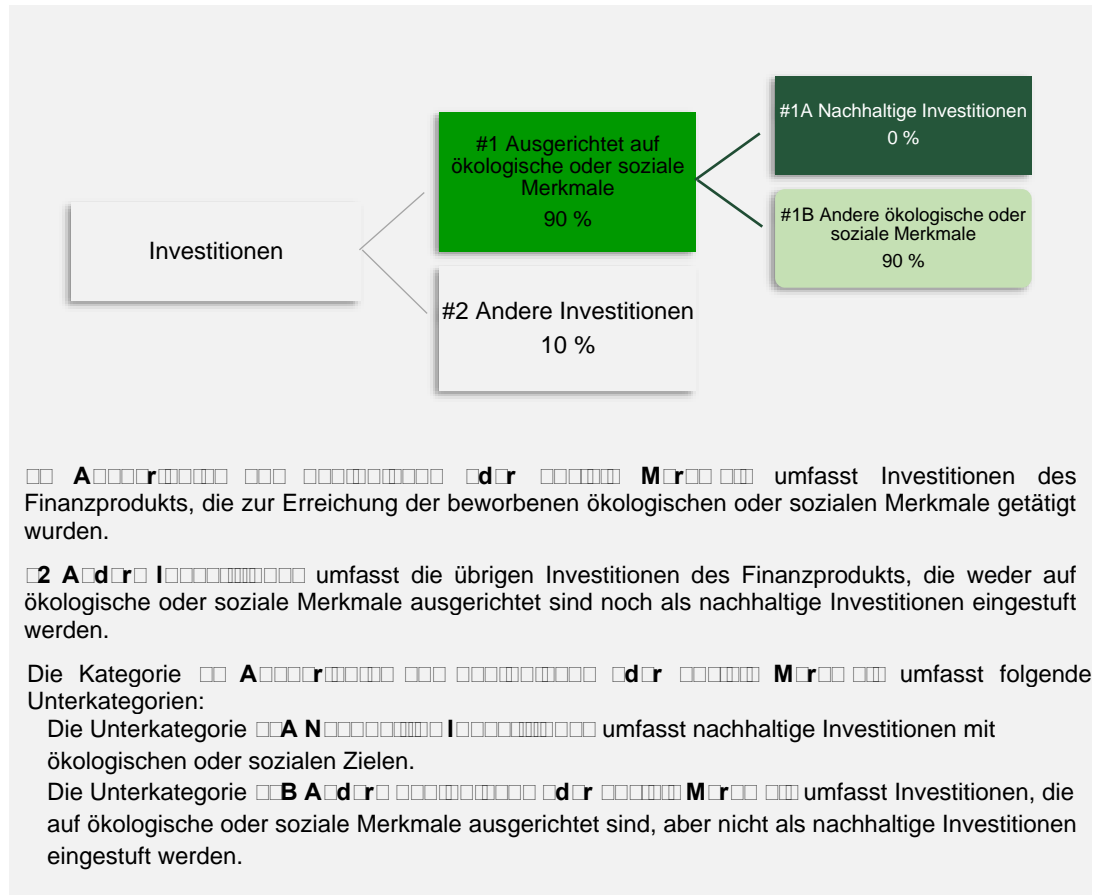 #1A Nachhaltige Investitionen
0 %
#1 Ausgerichtet auf
ökologische oder soziale
Merkmale
90 %
#1B Andere ökologische oder
soziale Merkmale
90 %
Investitionen
#2 Andere Investitionen
10 %
umfasst Investitionen des
Finanzprodukts, die zur Erreichung der beworbenen ökologischen oder sozialen Merkmale getätigt
wurden.
umfasst die übrigen Investitionen des Finanzprodukts, die weder auf
ökologische oder soziale Merkmale ausgerichtet sind noch als nachhaltige Investitionen eingestuft
werden.
Die Kategorie umfasst folgende
Unterkategorien:
Die Unterkategorie umfasst nachhaltige Investitionen mit
ökologischen oder sozialen Zielen.
Die Unterkategorie umfasst Investitionen, die
auf ökologische oder soziale Merkmale ausgerichtet sind, aber nicht als nachhaltige Investitionen
eingestuft werden.